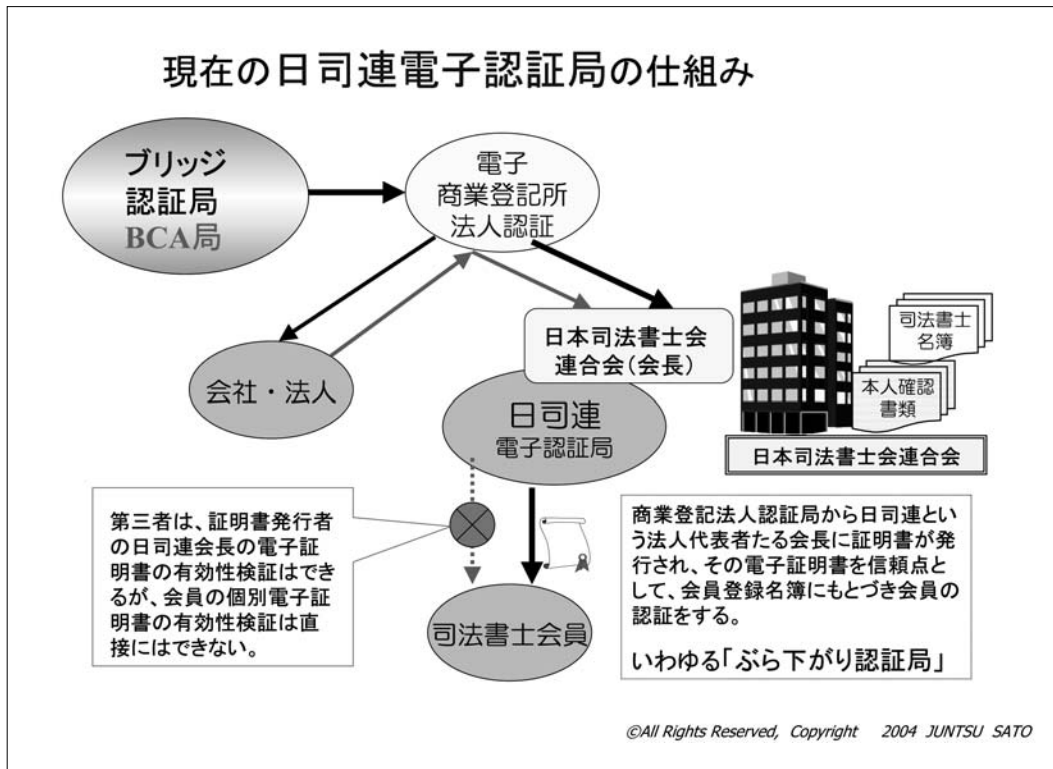 現在の日司連電子認証局の仕組み
ブリッジ
認証局
BCA局
電子
商業登記所
法人認証
会社・法人
日本司法書士会
連合会(会長)
日司連
電子認証局
司法書士
名簿
本人確認
書類
日本司法書士会連合会
第三者は、証明書発行者
の日司連会長の電子証
明書の有効性検証はでき
るが、会員の個別電子証
明書の有効性検証は直
接にはできない。
司法書士会員
商業登記法人認証局から日司連とい
う法人代表者たる会長に証明書が発
行され、その電子証明書を信頼点と
して、会員登録名簿にもとづき会員の
認証をする。
いわゆる「ぶら下がり認証局」
©All Rights Reserved, Copyright 2004 JUNTSU SATO